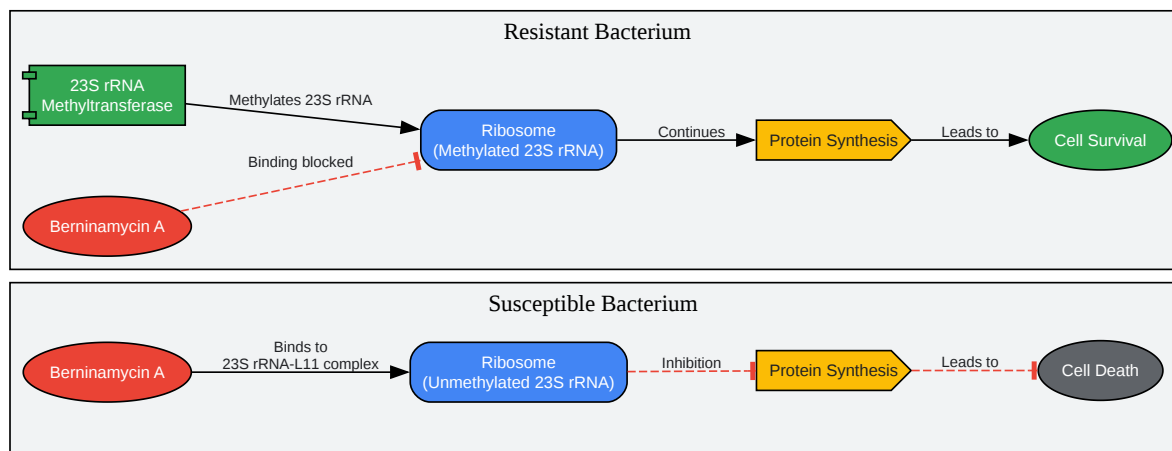 Resistant Bacterium
23S rRNA
Methyltransferase
Methylates 23S rRNA
Ribosome
(Methylated 23S rRNA)
Continues
Protein Synthesis
Leads to
Cell Survival
Binding blocked
Berninamycin A
Susceptible Bacterium
Berninamycin A
Binds to
23S rRNA-L11 complex
Ribosome
(Unmethylated 23S rRNA)
Inhibition
Protein Synthesis
Leads to
Cell Death